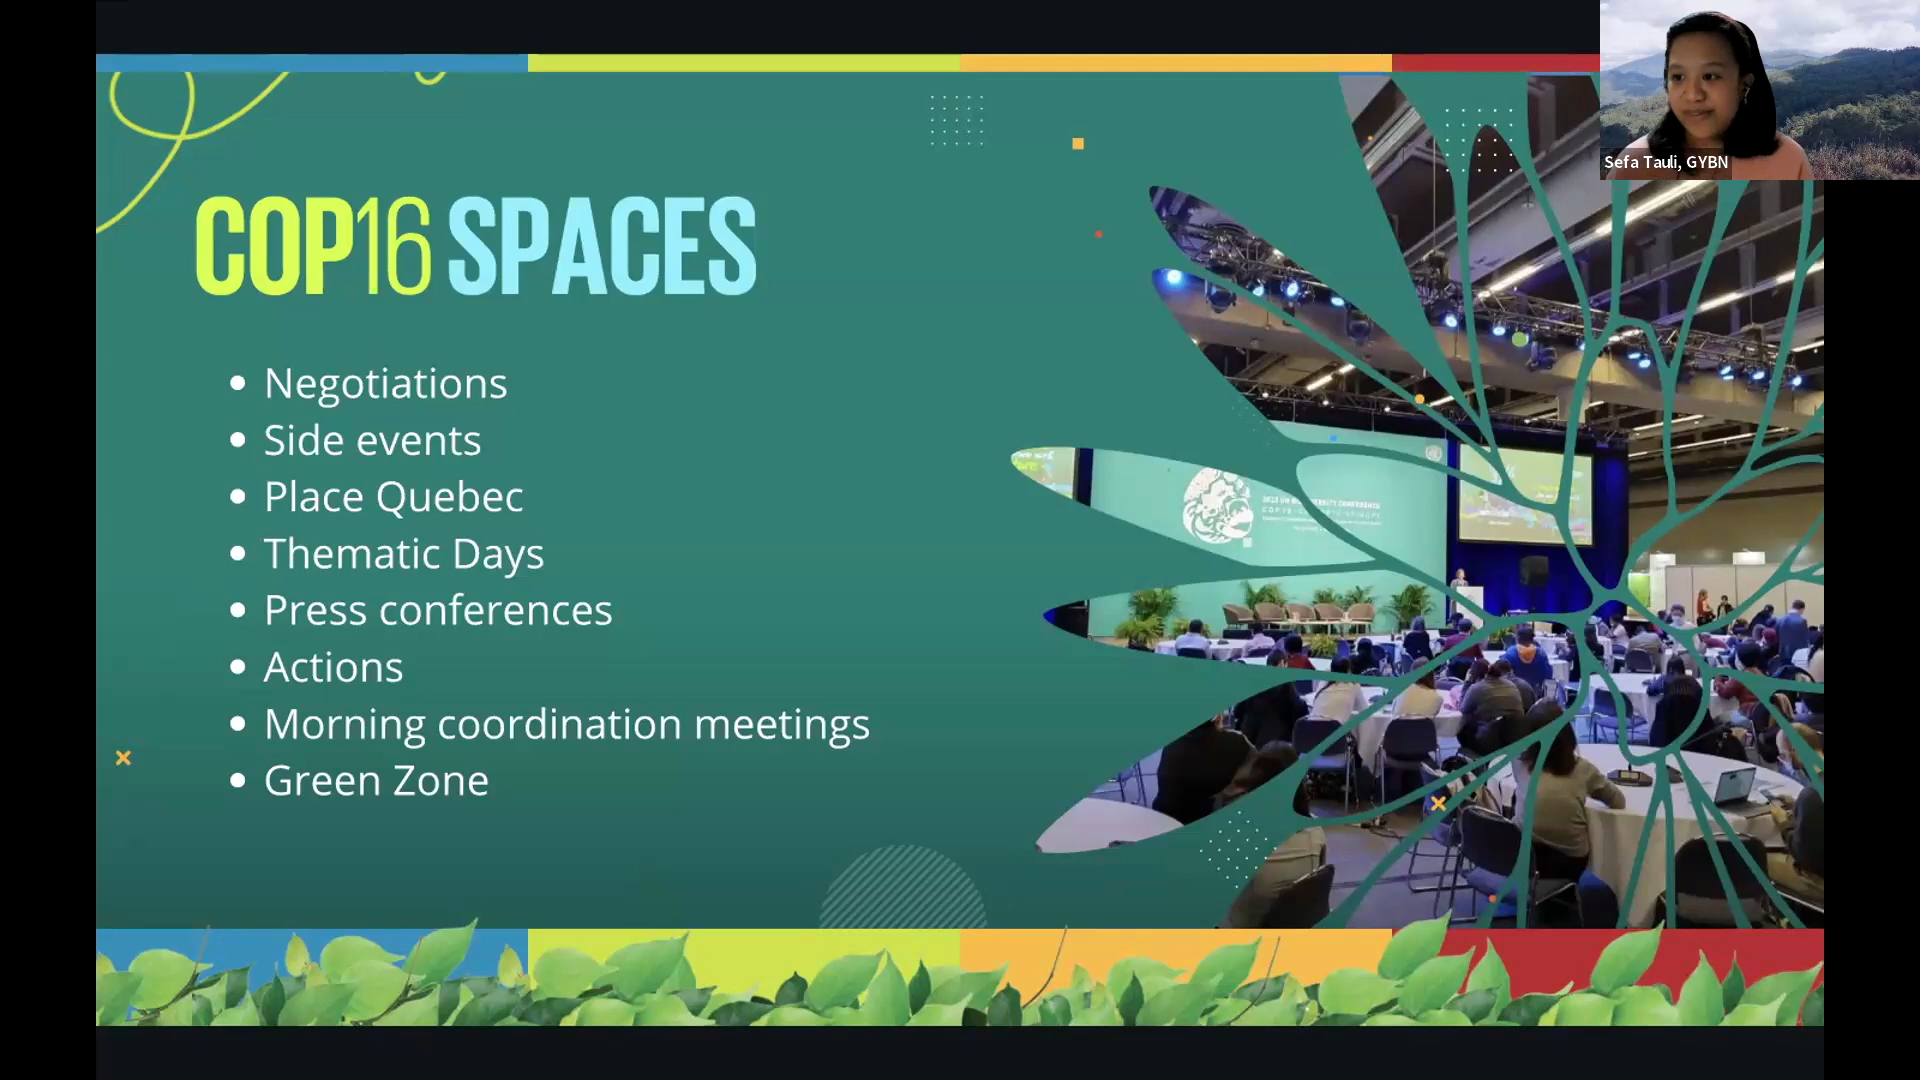 COP16 SPACES
Negotiations
Side events
Place Quebec
Thematic Days
Press conferences
Actions
Morning coordination meetings
Green Zone
Sefa Tauli, GYBN